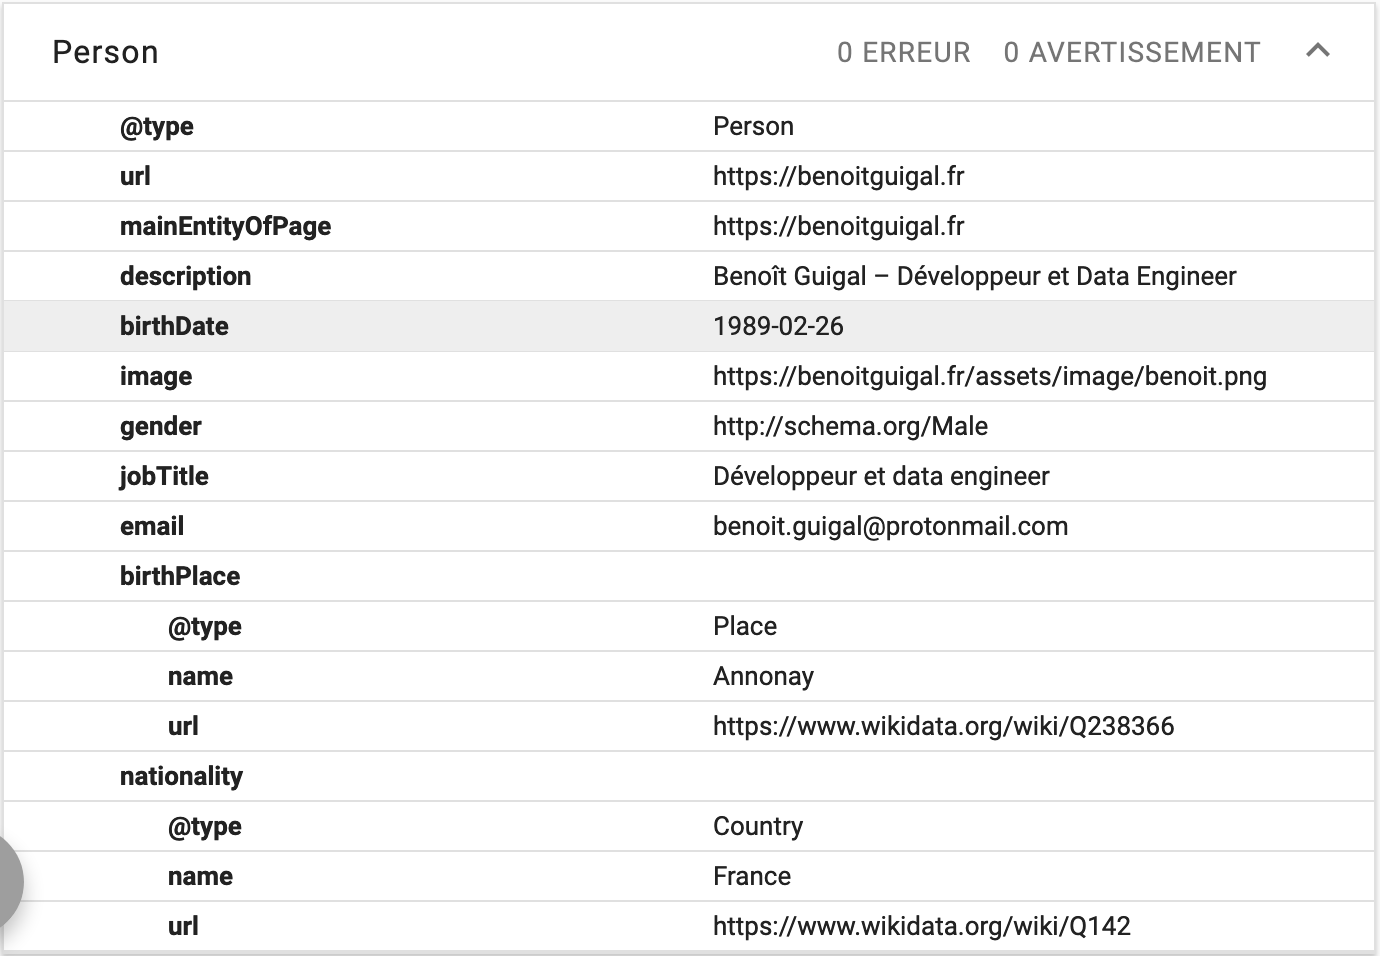 Person 0 ERREUR 0 AVERTISSEMENT
@type Person
url https://benoitguigal.fr
mainEntityOfPage https://benoitguigal.fr
description Benoît Guigal – Développeur et Data Engineer
birthDate 1989-02-26
image https://benoitguigal.fr/assets/image/benoit.png
gender http://schema.org/Male
jobTitle Développeur et data engineer
email benoit.guigal@protonmail.com
birthPlace
@type Place
name Annonay
url https://www.wikidata.org/wiki/Q238366
nationality
@type Country
name France
url https://www.wikidata.org/wiki/Q142